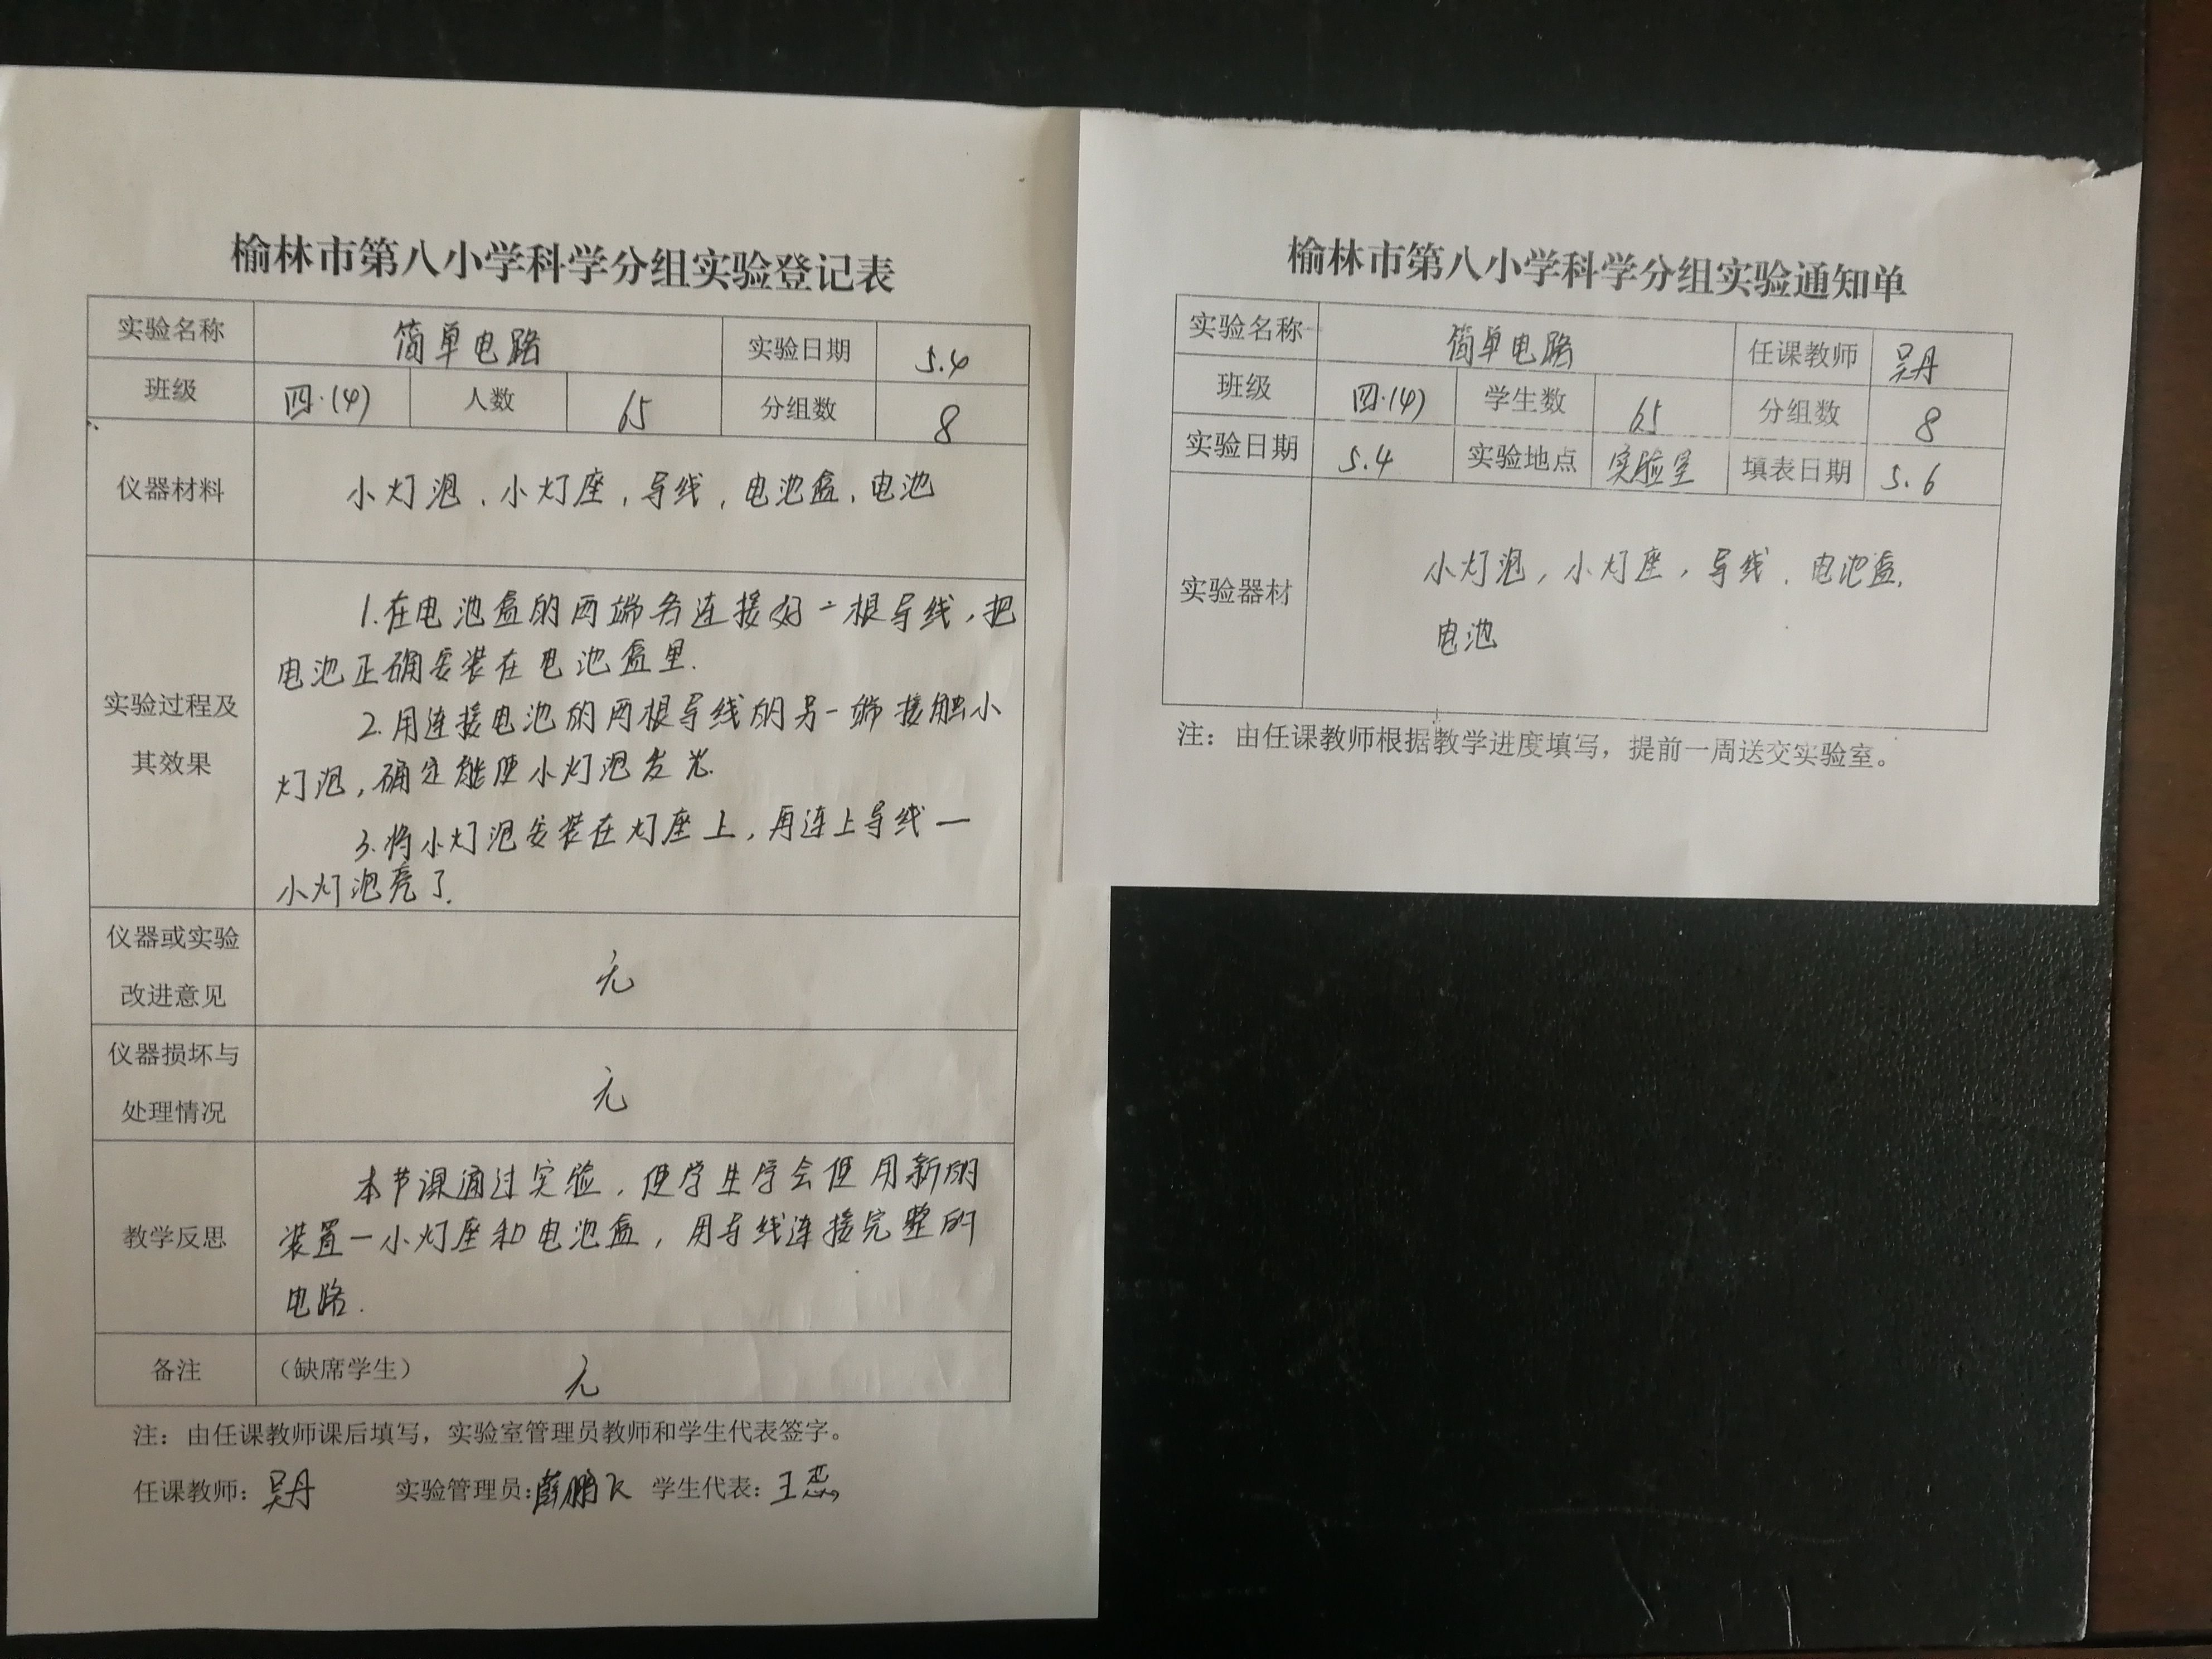 榆林市第八小学科学分组实验登记表
实验名称 简单电路 实验日期 5.4
班级 四.(4) 人数 65 分组数 8
仪器材料 小灯泡、小灯座，导线，电池盒、电池
实验过程及其效果
1.在电池盒的两端各连接好一根导线，把
电池正确安装在电池盒里.
2.用连接电池的两根导线的另一端接触小
灯泡，确定能使小灯泡发光.
3.将小灯泡安装在灯座上，再连上导线一
小灯泡亮了.
仪器或实验
改进意见
无
仪器损坏与
处理情况
无
教学反思
本节课通过实验，使学生学会使用新的
装置一小灯座和电池盒，用导线连接完整的
电路.
备注 （缺席学生） 无
注：由任课教师课后填写，实验室管理员教师和学生代表签字。
任课教师：吴丹 实验管理员：薛鹏飞 学生代表：王
榆林市第八小学科学分组实验通知单
实验名称 简单电路 任课教师 吴丹
班级 四.(4) 学生数 65 分组数 8
实验日期 5.4 实验地点 实验室 填表日期 5.6
实验器材
小灯泡，小灯座，导线、电池盒、
电池
注：由任课教师根据教学进度填写，提前一周送交实验室。